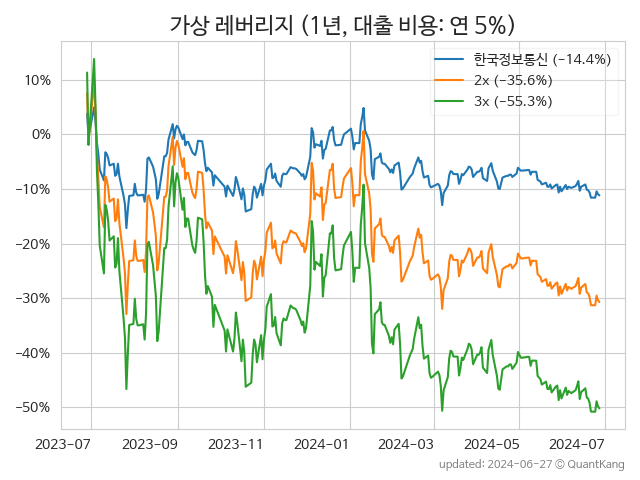 가상 레버리지 (1년, 대출 비용: 연 5%)
한국정보통신 (−14.4%)
2x (−35.6%)
3x (−55.3%)
10%
0%
−10%
−20%
−30%
−40%
−50%
2023-07 2023-09 2023-11 2024-01 2024-03 2024-05 2024-07
updated: 2024-06-27 © QuantKang